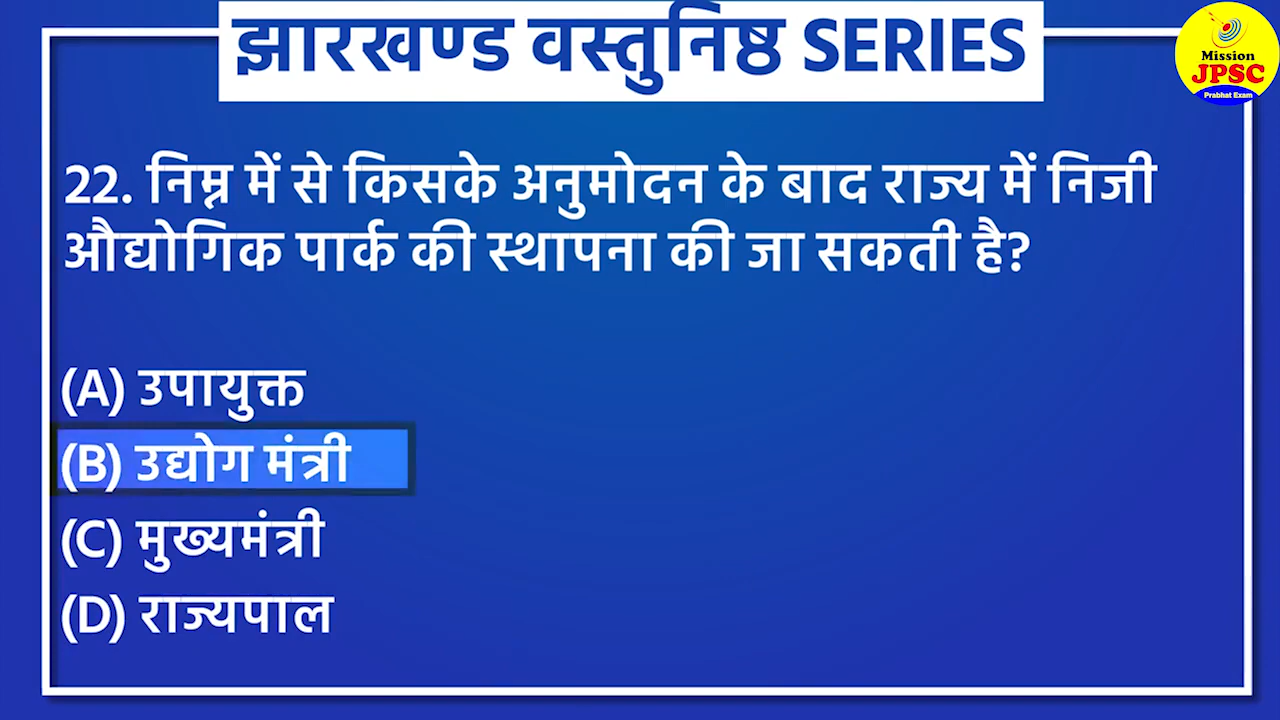 झारखण्ड वस्तुनिष्ठ SERIES
Mission
JPSC
Prabhat Exam
22. निम्न में से किसके अनुमोदन के बाद राज्य में निजी
औद्योगिक पार्क की स्थापना की जा सकती है?
(A) उपायुक्त
(B) उद्योग मंत्री
(C) मुख्यमंत्री
(D) राज्यपाल